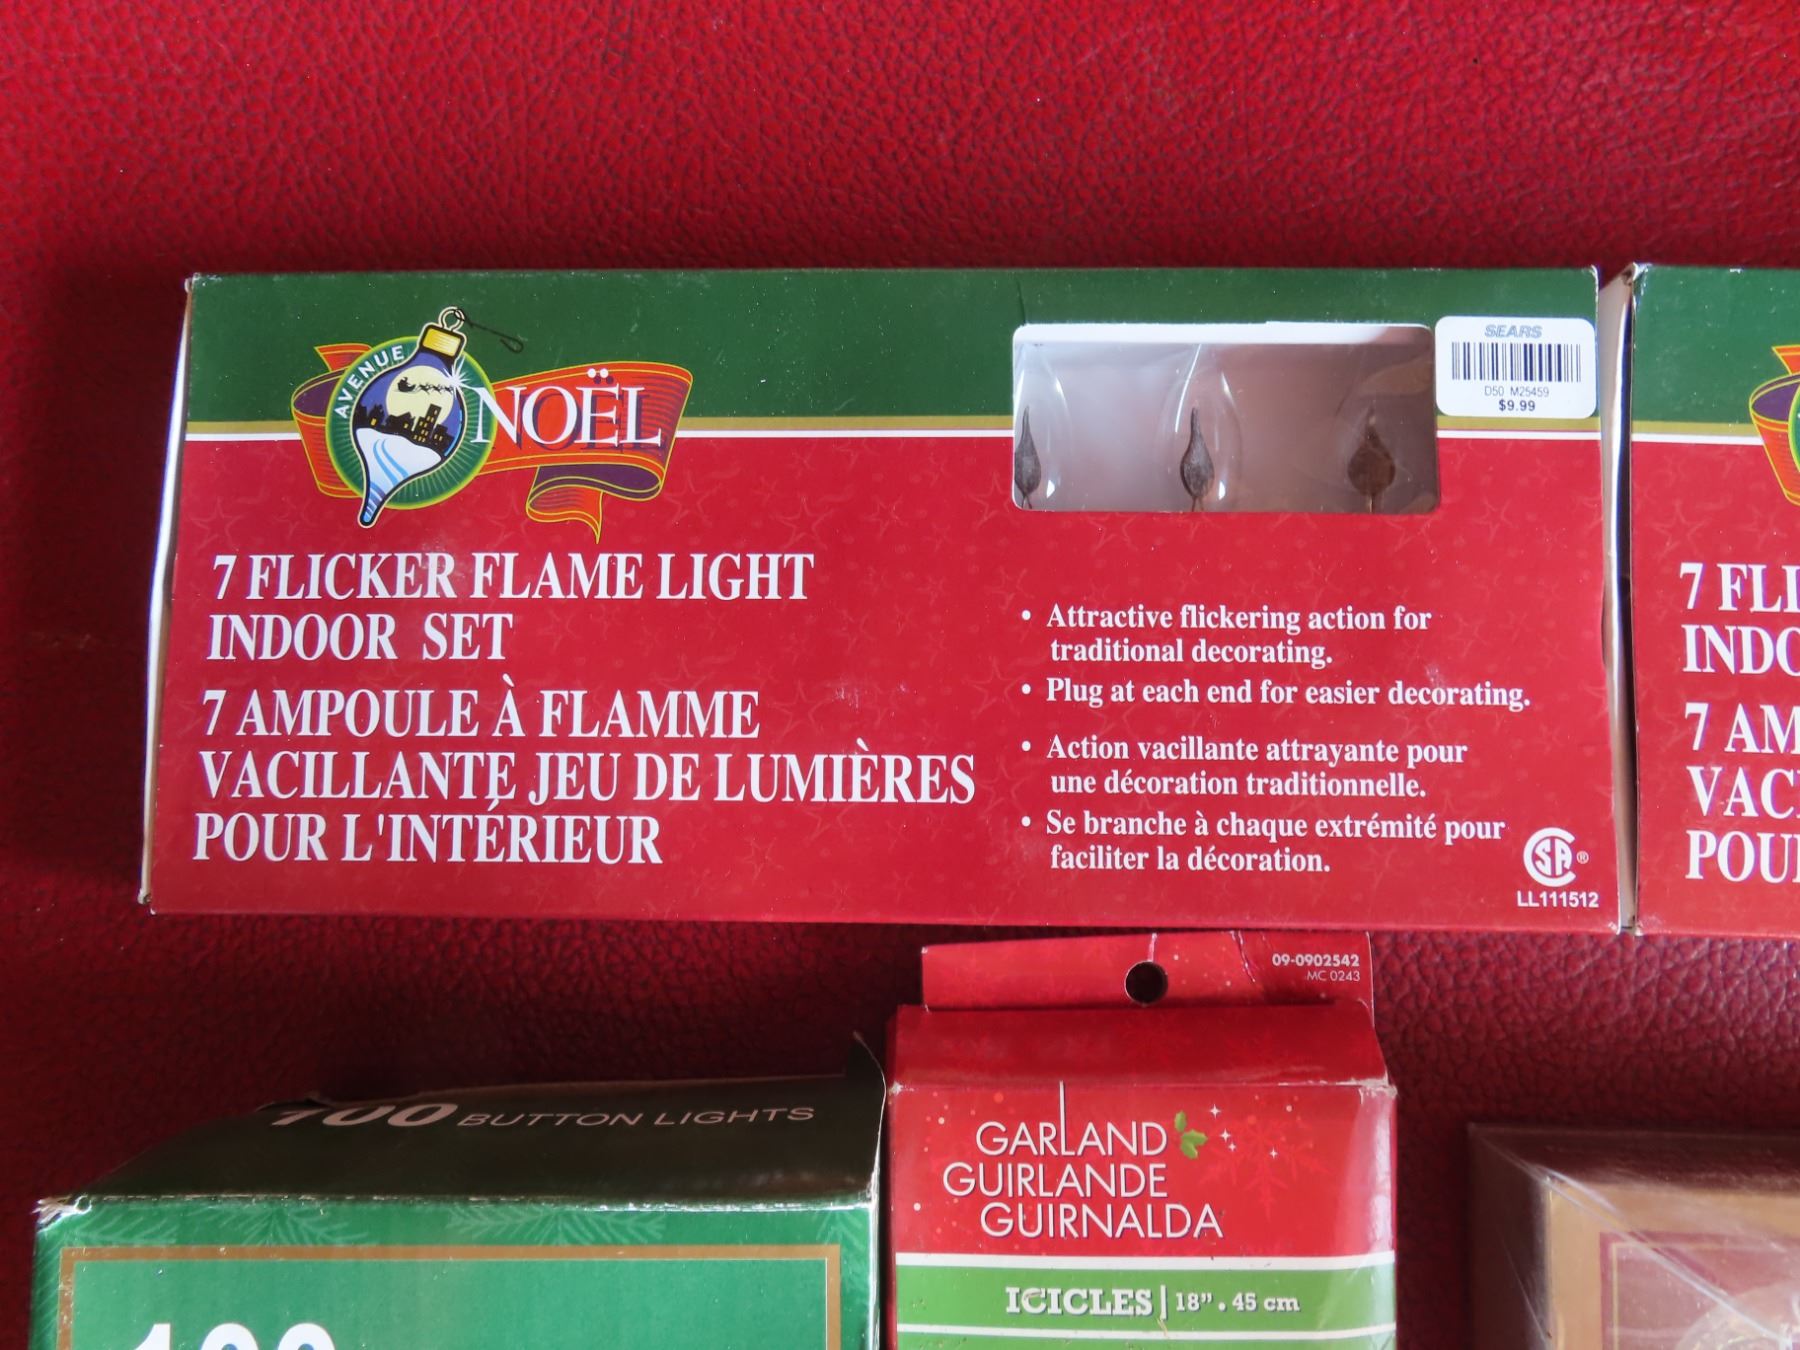 AVENUE
NOËL
SEARS
D50 M25459
$9.99
7 FLICKER FLAME LIGHT
INDOOR SET
7 AMPOULE À FLAMME
VACILLANTE JEU DE LUMIÈRES
POUR L'INTÉRIEUR
• Attractive flickering action for
traditional decorating.
• Plug at each end for easier decorating.
• Action vacillante attrayante pour
une décoration traditionnelle.
• Se branche à chaque extrémité pour
faciliter la décoration.
SA ®
LL111512
7 FLI
INDO
7 AM
VAC
POU
09-0902542
MC 0243
100 BUTTON LIGHTS
GARLAND
GUIRLANDE
GUIRNALDA
ICICLES | 18” . 45 cm
100